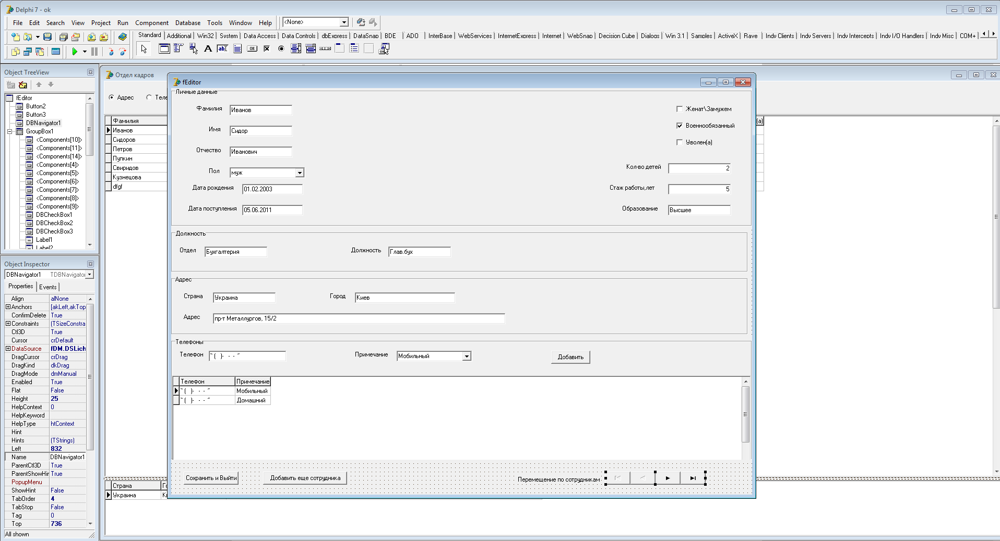 Delphi 7 - ok
File Edit Search View Project Run Component Database Tools Window Help <None>
Standard Additional Win32 System Data Access Data Controls dbExpress DataSnap BDE ADO InterBase WebServices InternetExpress Internet WebSnap Decision Cube Dialogs Win 3.1 Samples ActiveX Rave Indy Clients Indy Servers Indy Intercepts Indy I/O Handlers Indy Misc COM+
Object TreeView
fEditor
Button2
Button3
DBNavigator1
GroupBox1
<Components[10]>
<Components[11]>
<Components[14]>
<Components[4]>
<Components[5]>
<Components[6]>
<Components[7]>
<Components[8]>
<Components[9]>
DBCheckBox1
DBCheckBox2
DBCheckBox3
Label1
Label2
Object Inspector
DBNavigator1 TDBNavigator
Properties Events
Align alNone
Anchors [akLeft,akTop
ConfirmDelete True
Constraints (TSizeConstra
Ctl3D True
Cursor crDefault
DataSource fDM.DSLich
DragCursor crDrag
DragKind dkDrag
DragMode dmManual
Enabled True
Flat False
Height 25
HelpContext 0
HelpKeyword
HelpType htContext
Hint
Hints (TStrings)
Left 832
Name DBNavigator1
ParentCtl3D True
ParentShowHir True
PopupMenu
ShowHint False
TabOrder 4
TabStop False
Tag 0
Top 736
All shown
Отдел кадров
Адрес Теле
Фамилия
Иванов
Сидоров
Петров
Пупкин
Свиридов
Кузнецова
dfgf
(а)
Страна Го
Украина К
fEditor
Личные данные
Фамилия Иванов
Имя Сидор
Отчество Иванович
Пол муж
Дата рождения 01.02.2003
Дата поступления 05.06.2011
Женат\Замужем
Военнообязанный
Уволен(а)
Кол-во детей 2
Стаж работы,лет 5
Образование Высшее
Должность
Отдел Бухгалтерия Должность Глав.бух
Адрес
Страна Украина Город Киев
Адрес пр-т Металлургов, 15/2
Телефоны
Телефон "( )- - - " Примечание Мобильный Добавить
Телефон Примечание
"( )- - - " Мобильный
"( )- - - " Домашний
Сохранить и Выйти Добавить еще сотрудника Перемещение по сотрудникам